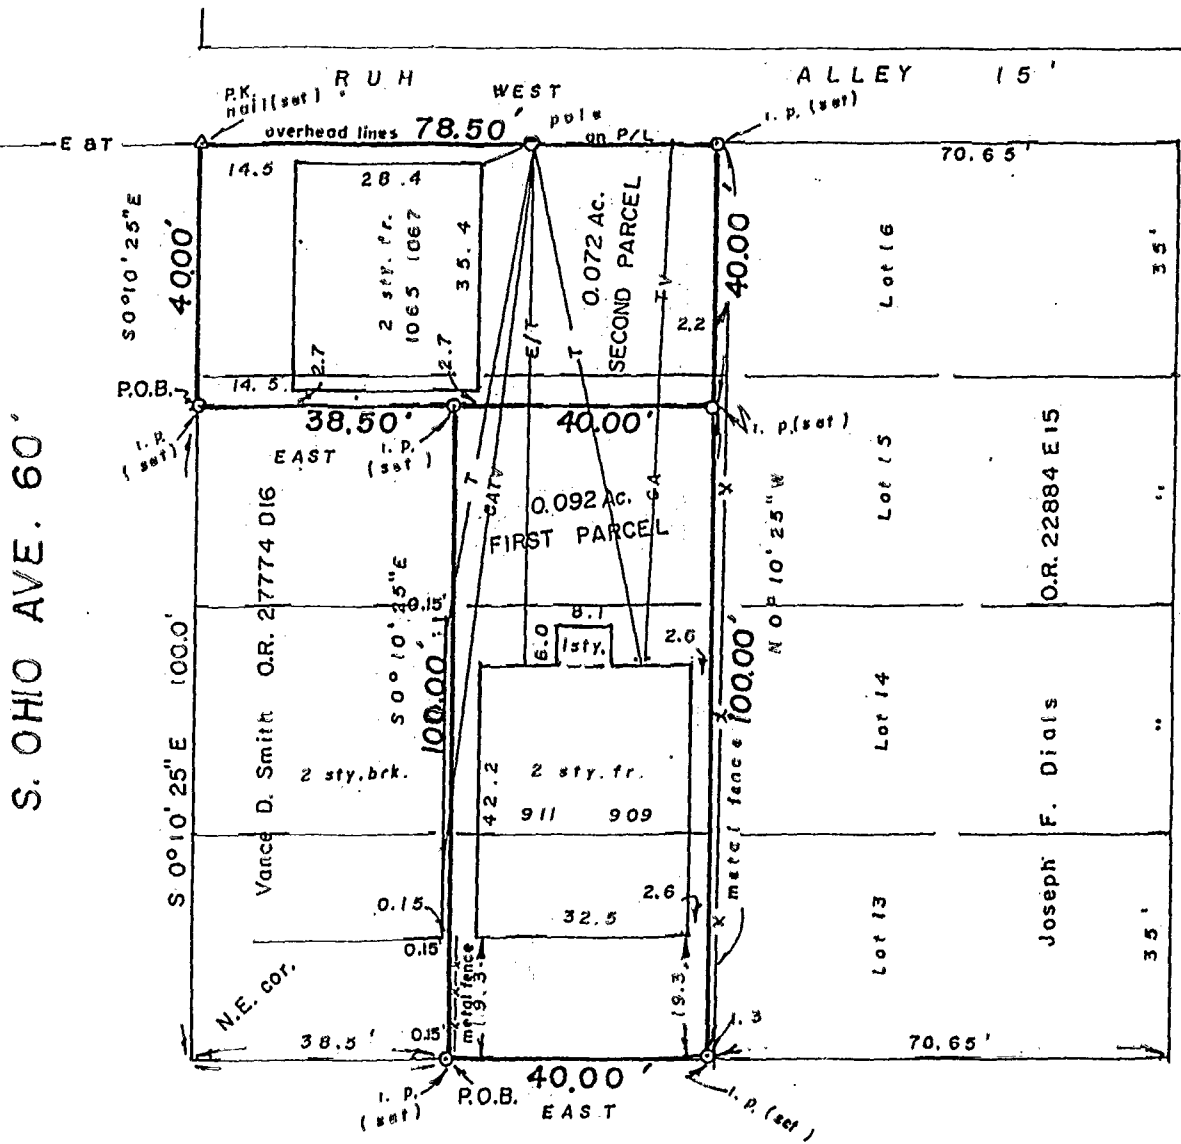 RUH ALLEY 15'
P.K.
nail (set)
WEST
pole
i. p. (set)
E &T
overhead lines 78.50' on P/L
70.65'
14.5
28.4
S0°10'25"E
40.00'
2 sty. fr.
1065 1067
35.4
0.072 Ac.
SECOND PARCEL
E/T
T
TV
2.2
40.00'
Lot 16
35'
2.7
2.7
P.O.B.
14.5
38.50'
40.00'
i. p.
(set)
EAST
i. p.
(set)
i. p. (set)
S. OHIO AVE. 60'
T
CATV
GA
0.092 Ac.
FIRST PARCEL
Lot 15
"
N 0°10'25"W
O.R. 22884 E15
Vance D. Smith O.R. 27774 D16
S 0°10'25"E
100.00'
0.15'
8.1
6.0
1sty.
2.6
100.00'
S 0°10'25"E 100.0'
2 sty. brk.
42.2
2 sty. fr.
911 909
metal fence
Lot 14
"
Joseph F. Dials
0.15
2.6
32.5
0.15'
metal fence
19.3
19.3
Lot 13
35'
N.E. cor.
0.15'
1.3
38.5'
70.65'
40.00'
i. p.
(set)
P.O.B.
EAST
i. p. (set)